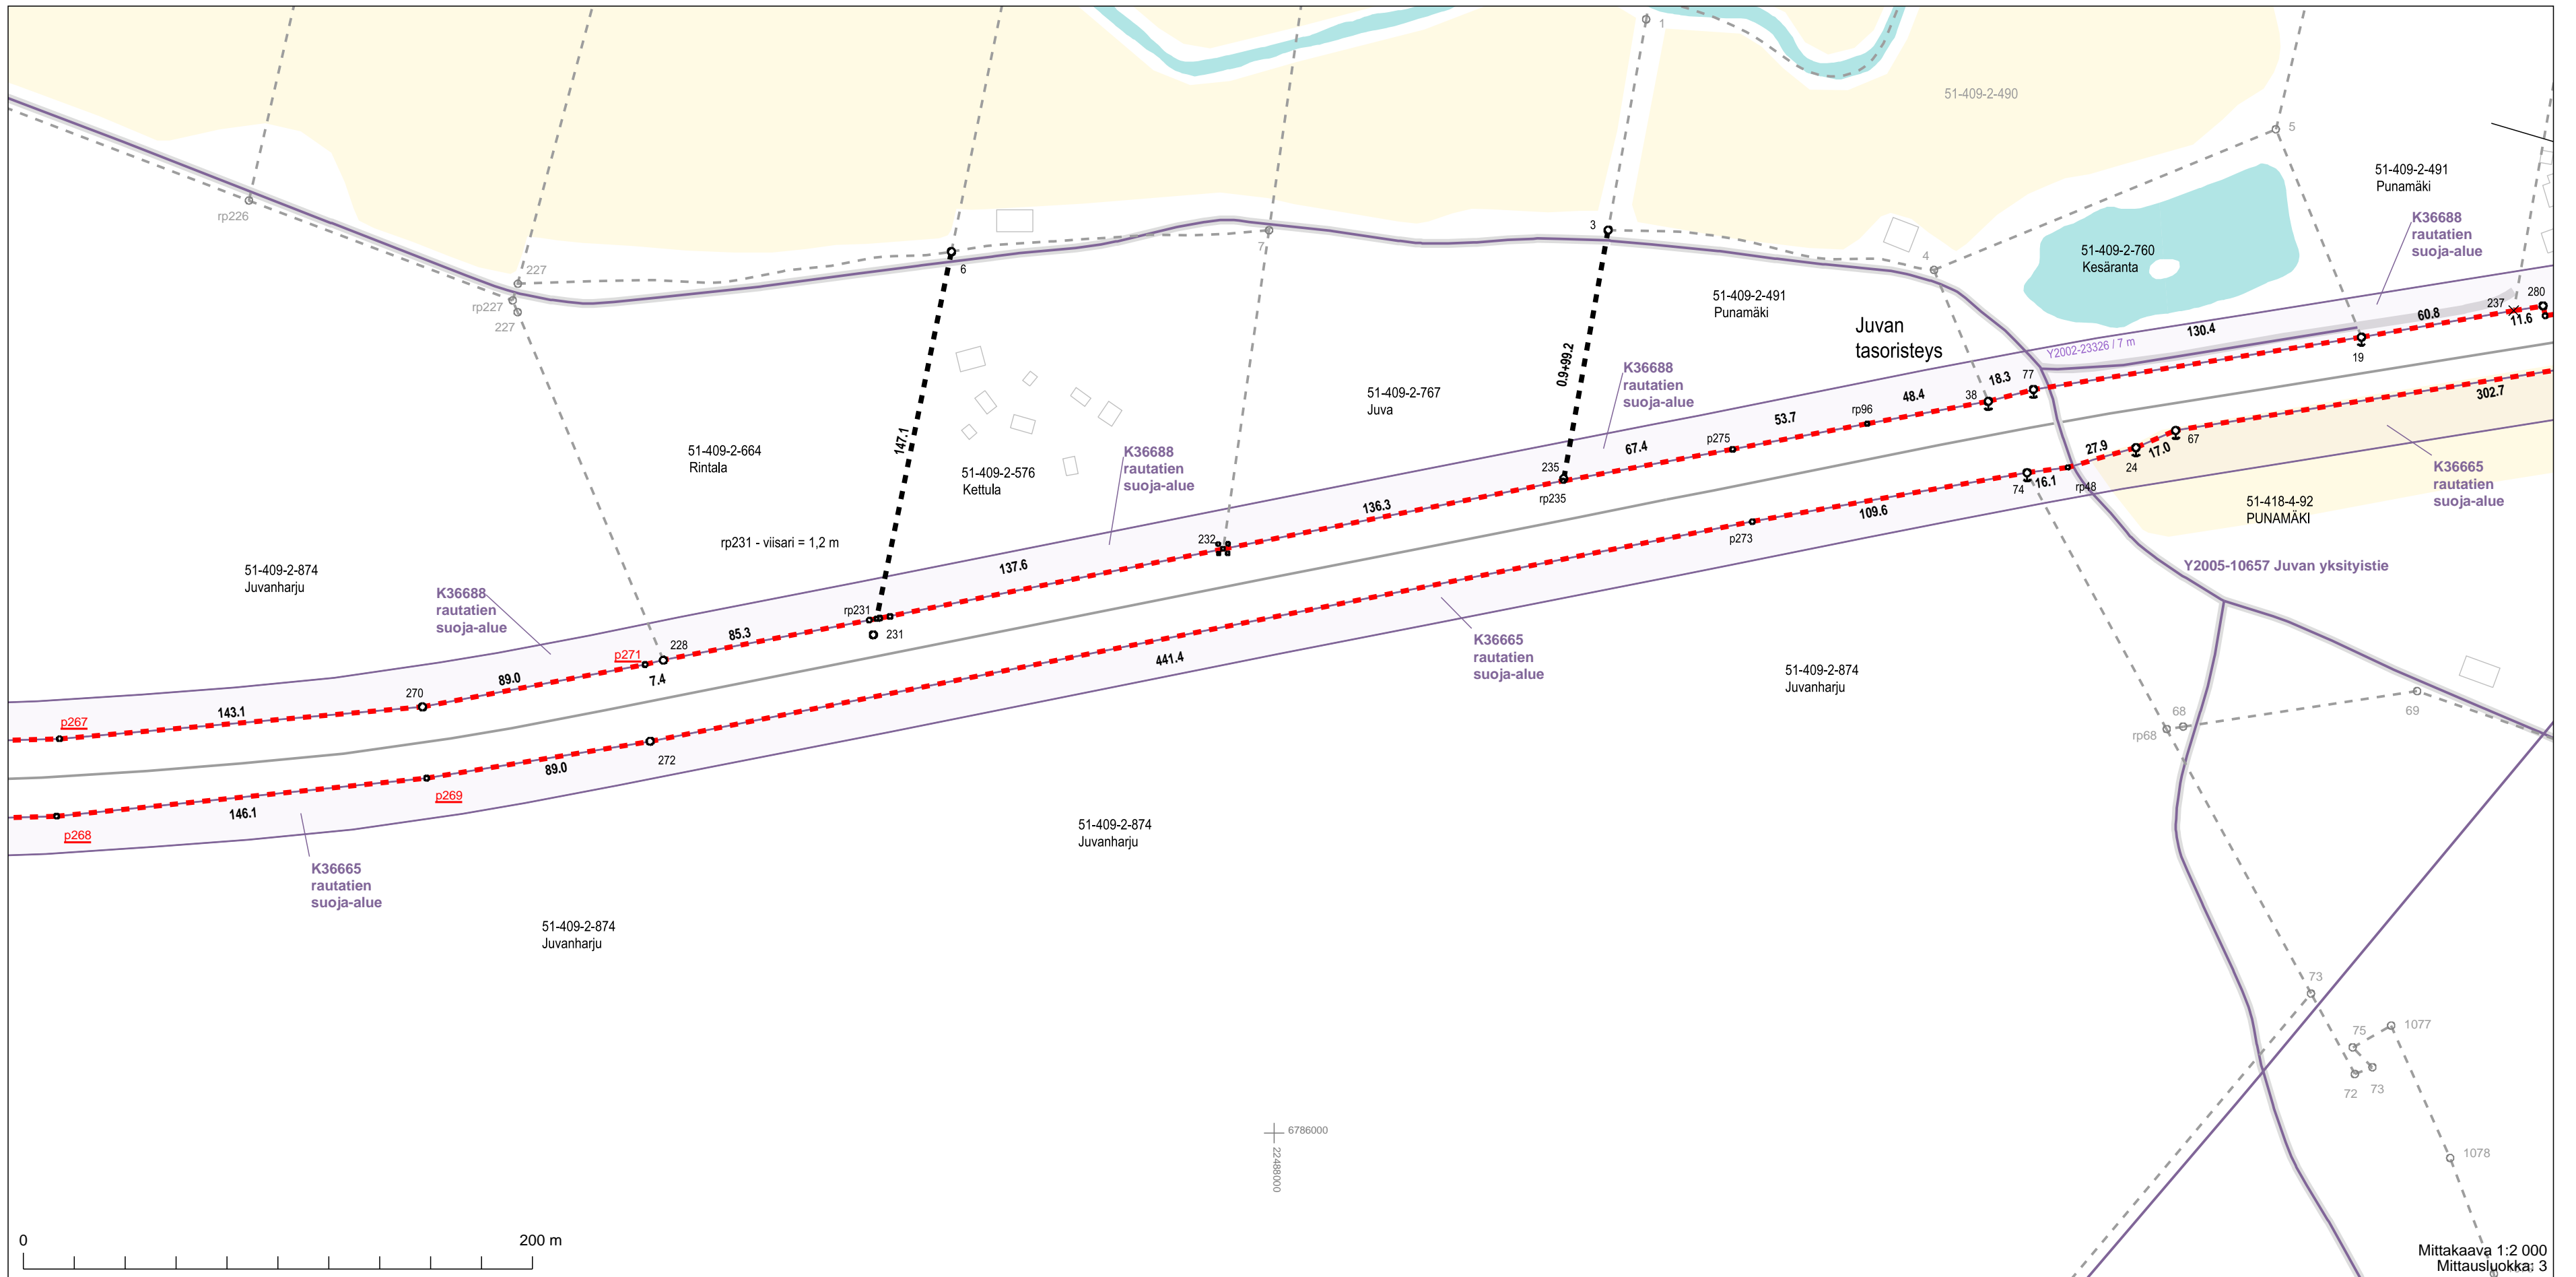 1
51-409-2-490
5
51-409-2-491
Punamäki
rp226
K36688
rautatien
suoja-alue
3
4
7
6
227
rp227
227
51-409-2-760
Kesäranta
51-409-2-491
Punamäki
Juvan
tasoristeys
Y2002-23326 / 7 m
130.4
60.8
237
280
11.6
19
302.7
0.9+99.2
K36688
rautatien
suoja-alue
51-409-2-767
Juva
18.3
77
38
48.4
rp96
53.7
p275
67.4
235
rp235
147.1
51-409-2-664
Rintala
51-409-2-576
Kettula
K36688
rautatien
suoja-alue
27.9
17.0
67
24
K36665
rautatien
suoja-alue
74
16.1
rp48
51-418-4-92
PUNAMÄKI
136.3
109.6
p273
232
rp231 - viisari = 1,2 m
137.6
Y2005-10657 Juvan yksityistie
51-409-2-874
Juvanharju
K36688
rautatien
suoja-alue
rp231
231
85.3
228
p271
7.4
89.0
270
441.4
K36665
rautatien
suoja-alue
51-409-2-874
Juvanharju
p267
143.1
68
rp68
69
272
89.0
p269
146.1
p268
51-409-2-874
Juvanharju
K36665
rautatien
suoja-alue
51-409-2-874
Juvanharju
73
75
1077
72
73
6786000
22488000
1078
0
200 m
Mittakaava 1:2 000
Mittausluokka: 3